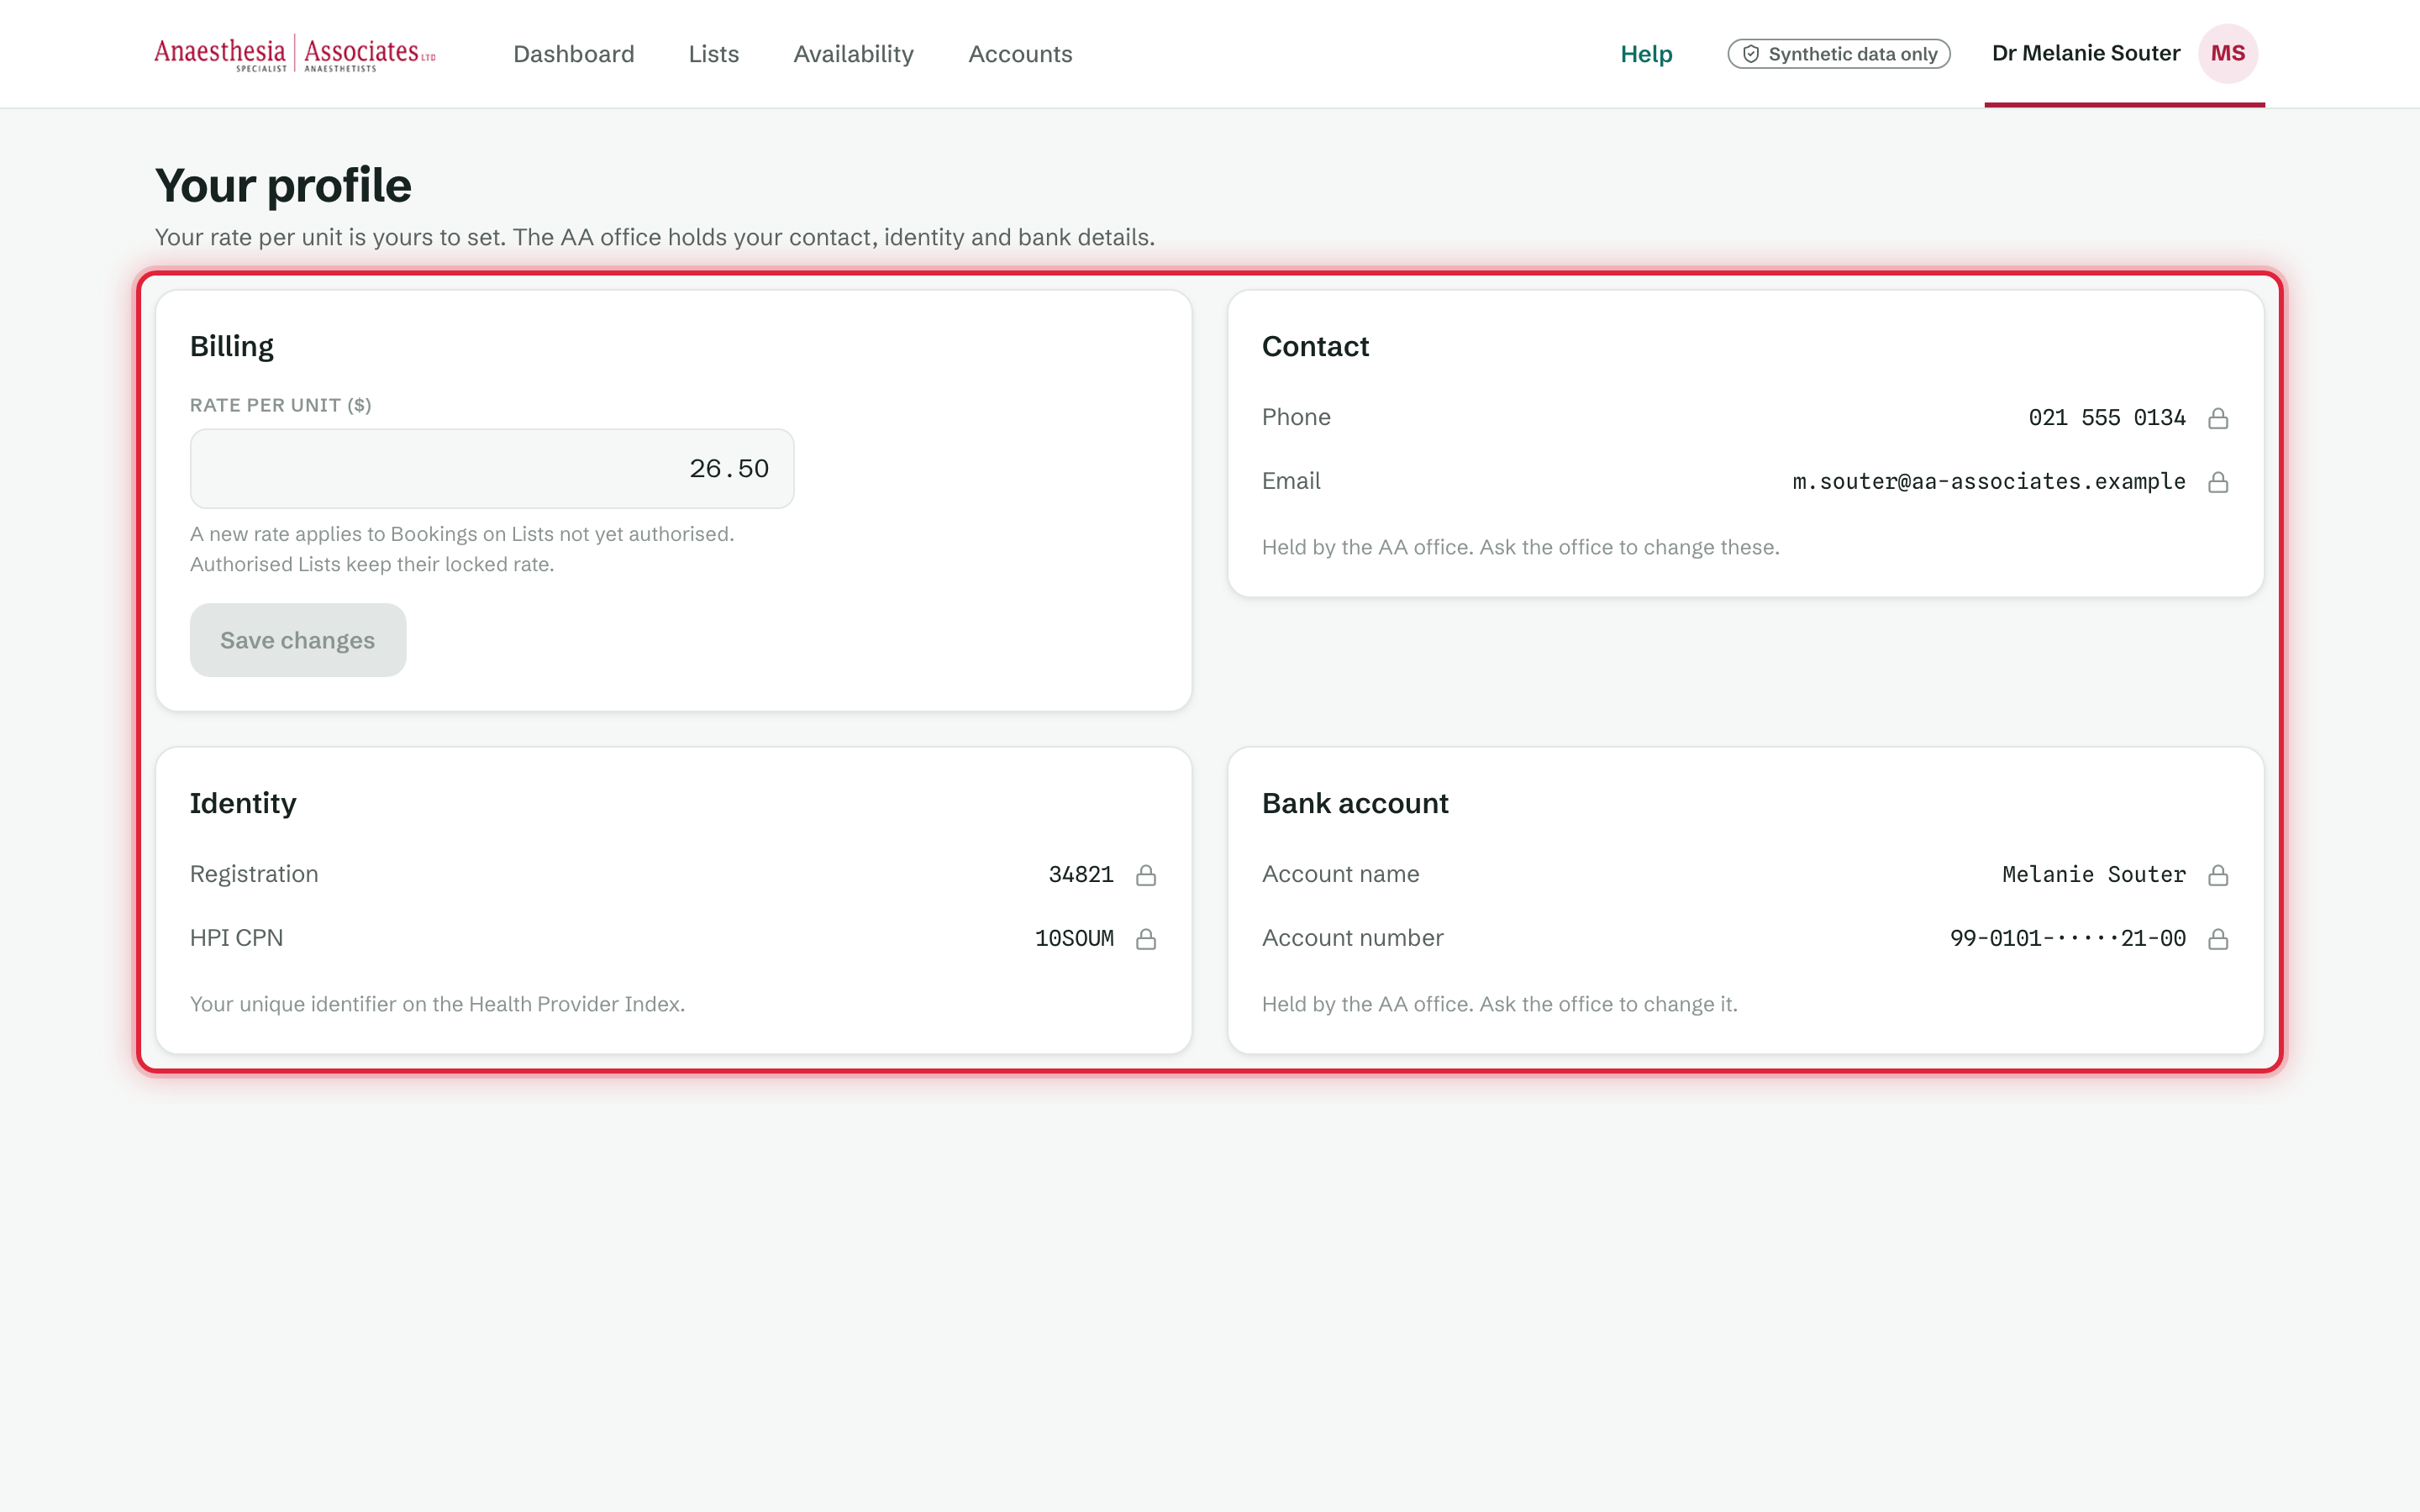 Anaesthesia | Associates LTD
SPECIALIST ANAESTHETISTS
Dashboard Lists Availability Accounts Help Synthetic data only Dr Melanie Souter MS
Your profile
Your rate per unit is yours to set. The AA office holds your contact, identity and bank details.
Billing
RATE PER UNIT ($)
26.50
A new rate applies to Bookings on Lists not yet authorised.
Authorised Lists keep their locked rate.
Save changes
Contact
Phone 021 555 0134
Email m.souter@aa-associates.example
Held by the AA office. Ask the office to change these.
Identity
Registration 34821
HPI CPN 10SOUM
Your unique identifier on the Health Provider Index.
Bank account
Account name Melanie Souter
Account number 99-0101-·····21-00
Held by the AA office. Ask the office to change it.